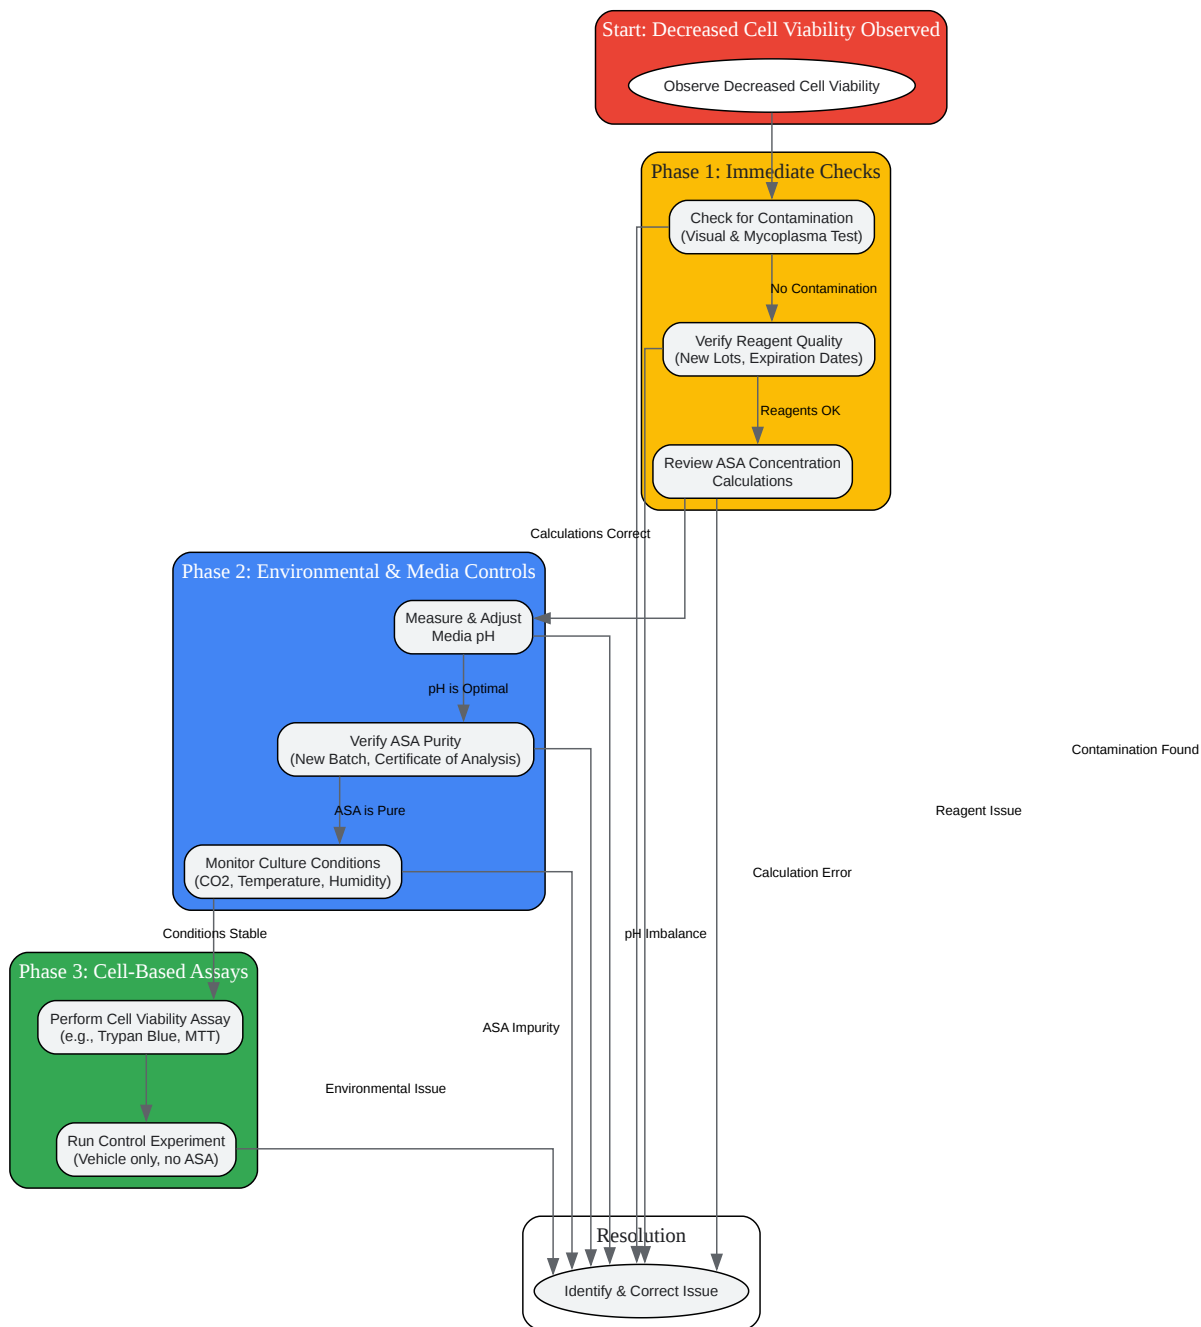 Start: Decreased Cell Viability Observed
Observe Decreased Cell Viability
Phase 1: Immediate Checks
Check for Contamination
(Visual & Mycoplasma Test)
No Contamination
Verify Reagent Quality
(New Lots, Expiration Dates)
Reagents OK
Review ASA Concentration
Calculations
Calculations Correct
Phase 2: Environmental & Media Controls
Measure & Adjust
Media pH
pH is Optimal
Verify ASA Purity
(New Batch, Certificate of Analysis)
Contamination Found
ASA is Pure
Reagent Issue
Monitor Culture Conditions
(CO2, Temperature, Humidity)
Calculation Error
Conditions Stable
pH Imbalance
Phase 3: Cell-Based Assays
Perform Cell Viability Assay
(e.g., Trypan Blue, MTT)
ASA Impurity
Environmental Issue
Run Control Experiment
(Vehicle only, no ASA)
Resolution
Identify & Correct Issue